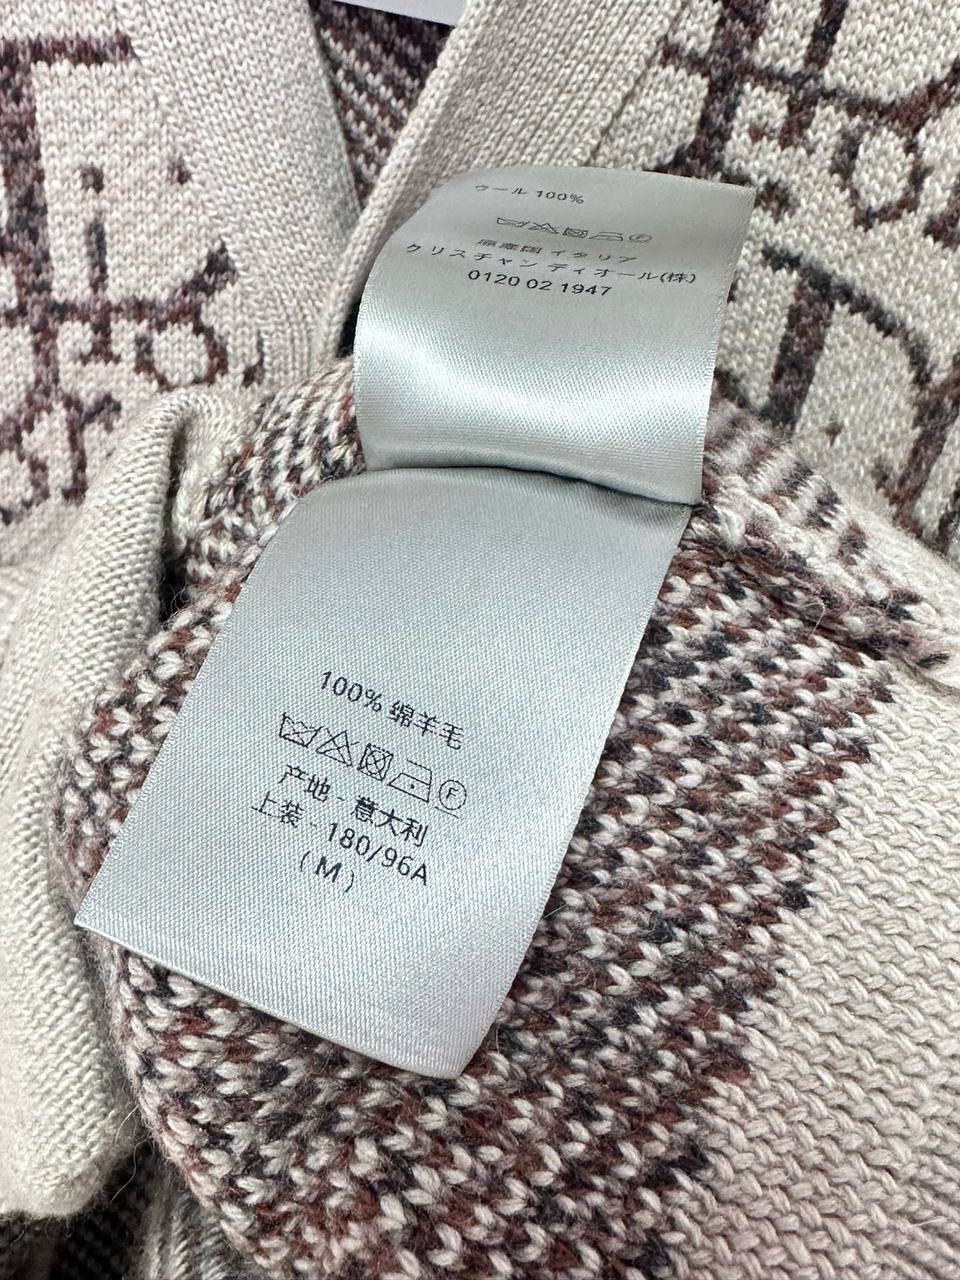 ウール 100%
原産国 イタリア
クリスチャン ディオール(株)
0120 02 1947
100% 绵羊毛
F
产地 - 意大利
上装 - 180/96A
(M)